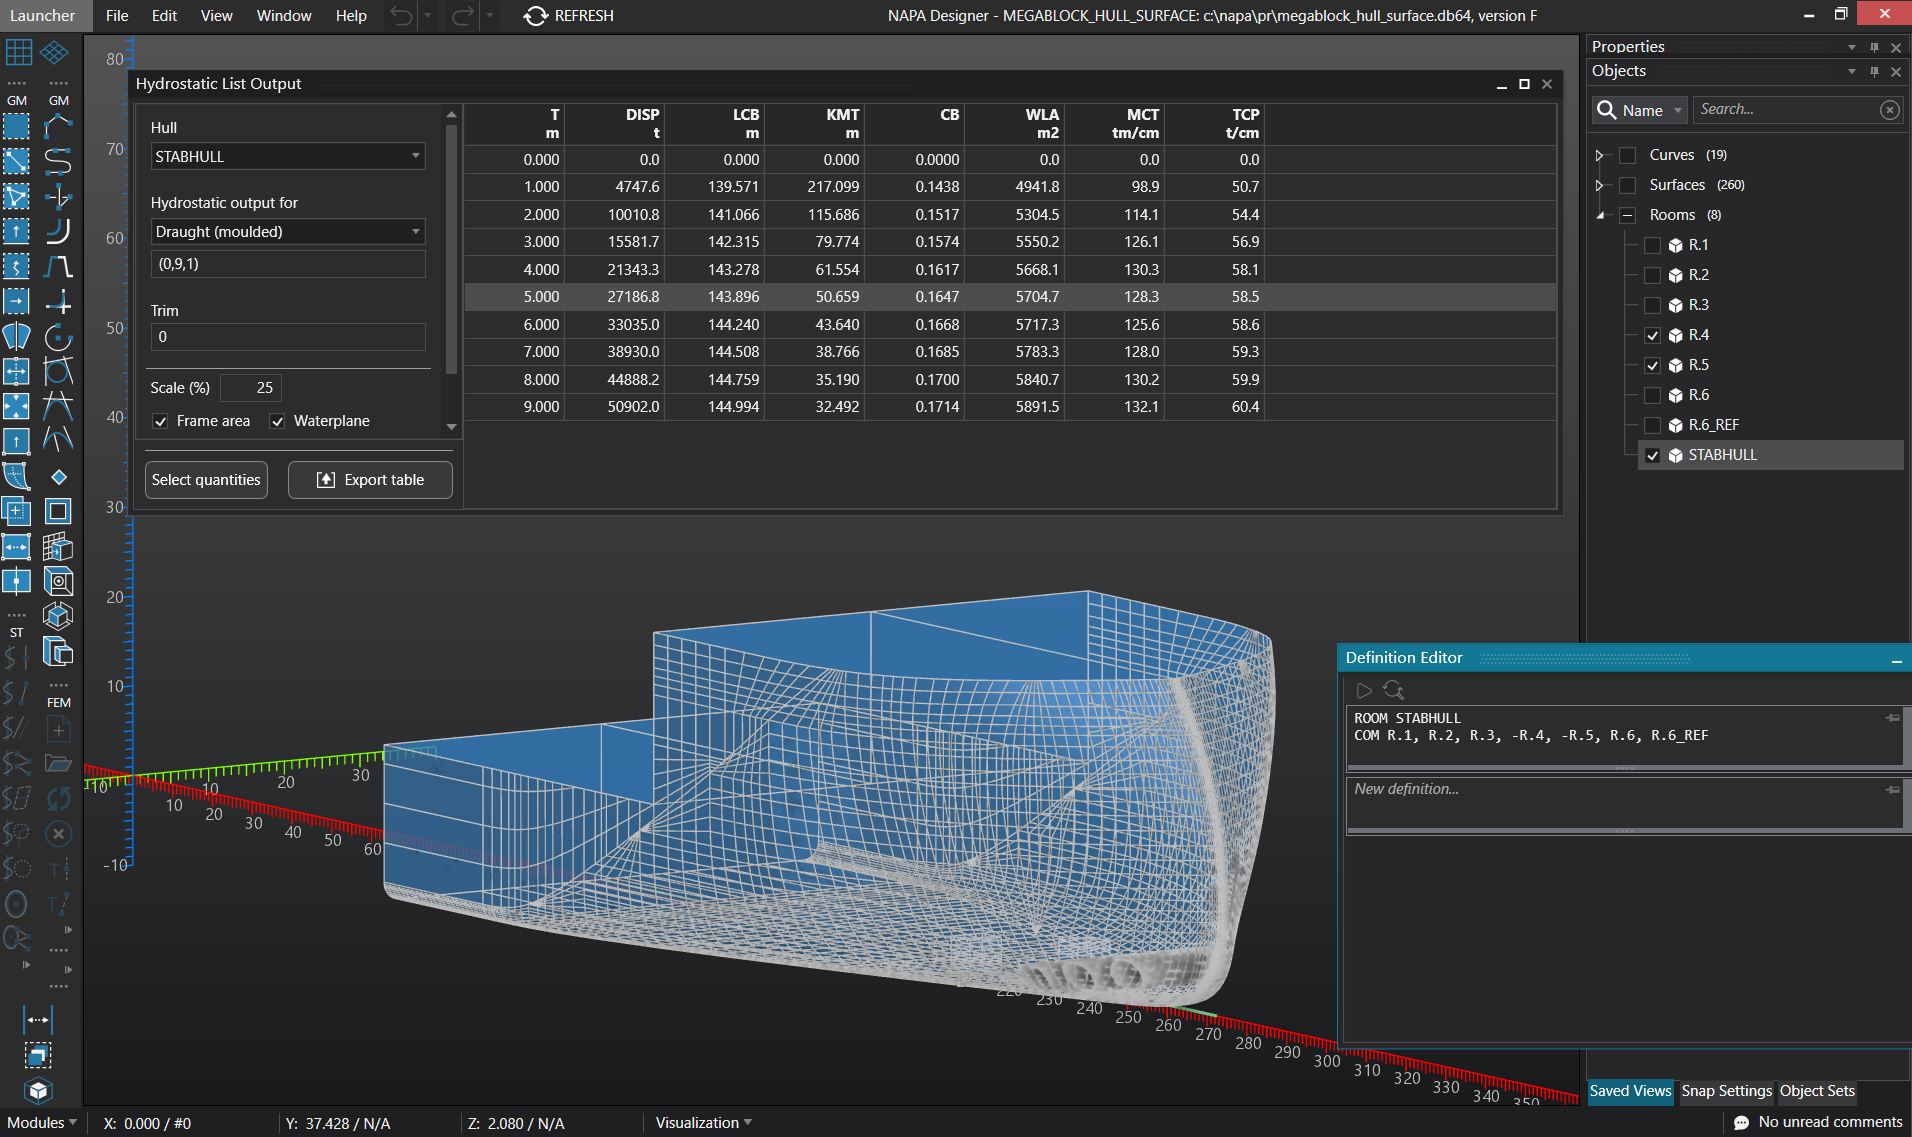 Launcher File Edit View Window Help REFRESH NAPA Designer - MEGABLOCK_HULL_SURFACE: c:\napa\pr\megablock_hull_surface.db64, version F
Properties
Objects
Name Search...
Curves (19)
Surfaces (260)
Rooms (8)
R.1
R.2
R.3
R.4
R.5
R.6
R.6_REF
STABHULL
GM GM
ST
FEM
Hydrostatic List Output
Hull
STABHULL
Hydrostatic output for
Draught (moulded)
(0,9,1)
Trim
0
Scale (%) 25
Frame area Waterplane
Select quantities Export table
T DISP LCB KMT CB WLA MCT TCP
m t m m m2 tm/cm t/cm
0.000 0.0 0.000 0.000 0.0000 0.0 0.0 0.0
1.000 4747.6 139.571 217.099 0.1438 4941.8 98.9 50.7
2.000 10010.8 141.066 115.686 0.1517 5304.5 114.1 54.4
3.000 15581.7 142.315 79.774 0.1574 5550.2 126.1 56.9
4.000 21343.3 143.278 61.554 0.1617 5668.1 130.3 58.1
5.000 27186.8 143.896 50.659 0.1647 5704.7 128.3 58.5
6.000 33035.0 144.240 43.640 0.1668 5717.3 125.6 58.6
7.000 38930.0 144.508 38.766 0.1685 5783.3 128.0 59.3
8.000 44888.2 144.759 35.190 0.1700 5840.7 130.2 59.9
9.000 50902.0 144.994 32.492 0.1714 5891.5 132.1 60.4
80
70
60
50
40
30
20
10
-10
10 20 30
10 20 30 40 50 60
220 230 240 250 260 270 280 290 300 310 320 330 340 350
Definition Editor
ROOM STABHULL
COM R.1, R.2, R.3, -R.4, -R.5, R.6, R.6_REF
New definition...
Saved Views Snap Settings Object Sets
Modules X: 0.000 / #0 Y: 37.428 / N/A Z: 2.080 / N/A Visualization No unread comments